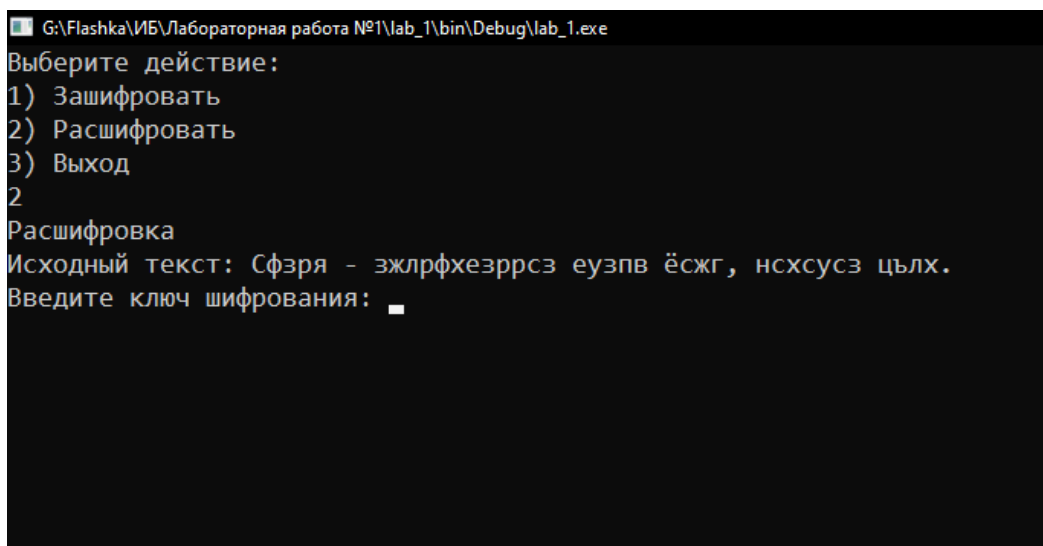 G:\Flashka\ИБ\Лабораторная работа №1\lab_1\bin\Debug\lab_1.exe
Выберите действие:
1) Зашифровать
2) Расшифровать
3) Выход
2
Расшифровка
Исходный текст: Сфзря - зжлрфхезррсз еузпв ёсжг, нсхсусз цълх.
Введите ключ шифрования: